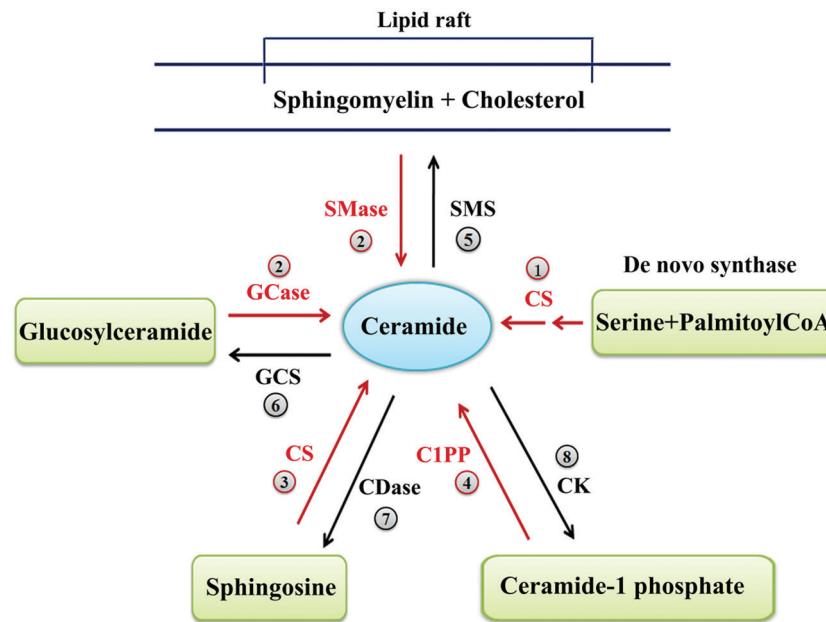 Lipid raft
Sphingomyelin + Cholesterol
SMase
2
SMS
5
1
CS
De novo synthase
Serine+PalmitoylCoA
2
GCase
Glucosylceramide
Ceramide
GCS
6
CS
3
CDase
7
C1PP
4
8
CK
Sphingosine
Ceramide-1 phosphate